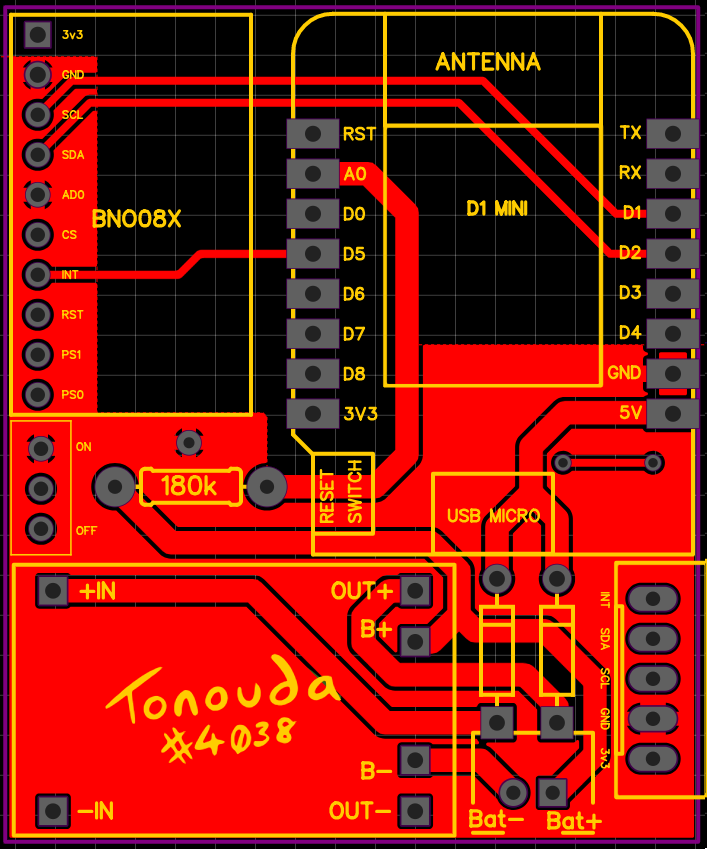 3v3
GND
SCL
SDA
AD0
CS
INT
RST
PS1
PS0
BNO08X
ANTENNA
D1 MINI
RST
A0
D0
D5
D6
D7
D8
3V3
TX
RX
D1
D2
D3
D4
GND
5V
ON
OFF
180k
RESET
SWITCH
USB MICRO
+IN
OUT+
B+
Tonouda
#4038
B-
-IN
OUT-
INT
SDA
SCL
GND
3v3
Bat-
Bat+